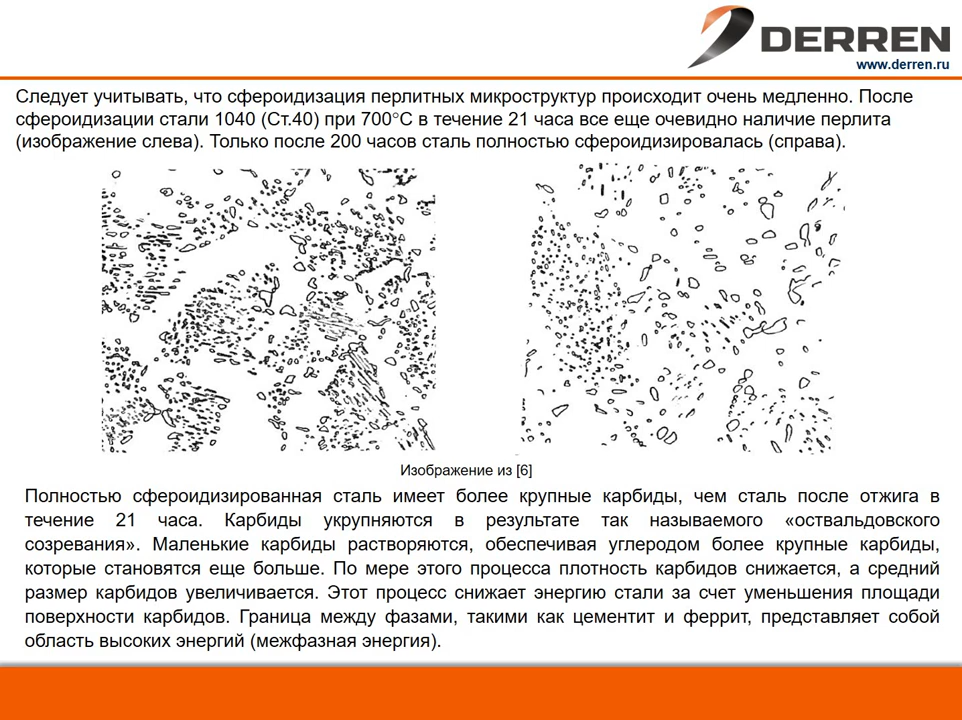 DERREN
www.derren.ru
Следует учитывать, что сфероидизация перлитных микроструктур происходит очень медленно. После
сфероидизации стали 1040 (Ст.40) при 700°С в течение 21 часа все еще очевидно наличие перлита
(изображение слева). Только после 200 часов сталь полностью сфероидизировалась (справа).
Изображение из [6]
Полностью сфероидизированная сталь имеет более крупные карбиды, чем сталь после отжига в
течение 21 часа. Карбиды укрупняются в результате так называемого «оствальдовского
созревания». Маленькие карбиды растворяются, обеспечивая углеродом более крупные карбиды,
которые становятся еще больше. По мере этого процесса плотность карбидов снижается, а средний
размер карбидов увеличивается. Этот процесс снижает энергию стали за счет уменьшения площади
поверхности карбидов. Граница между фазами, такими как цементит и феррит, представляет собой
область высоких энергий (межфазная энергия).